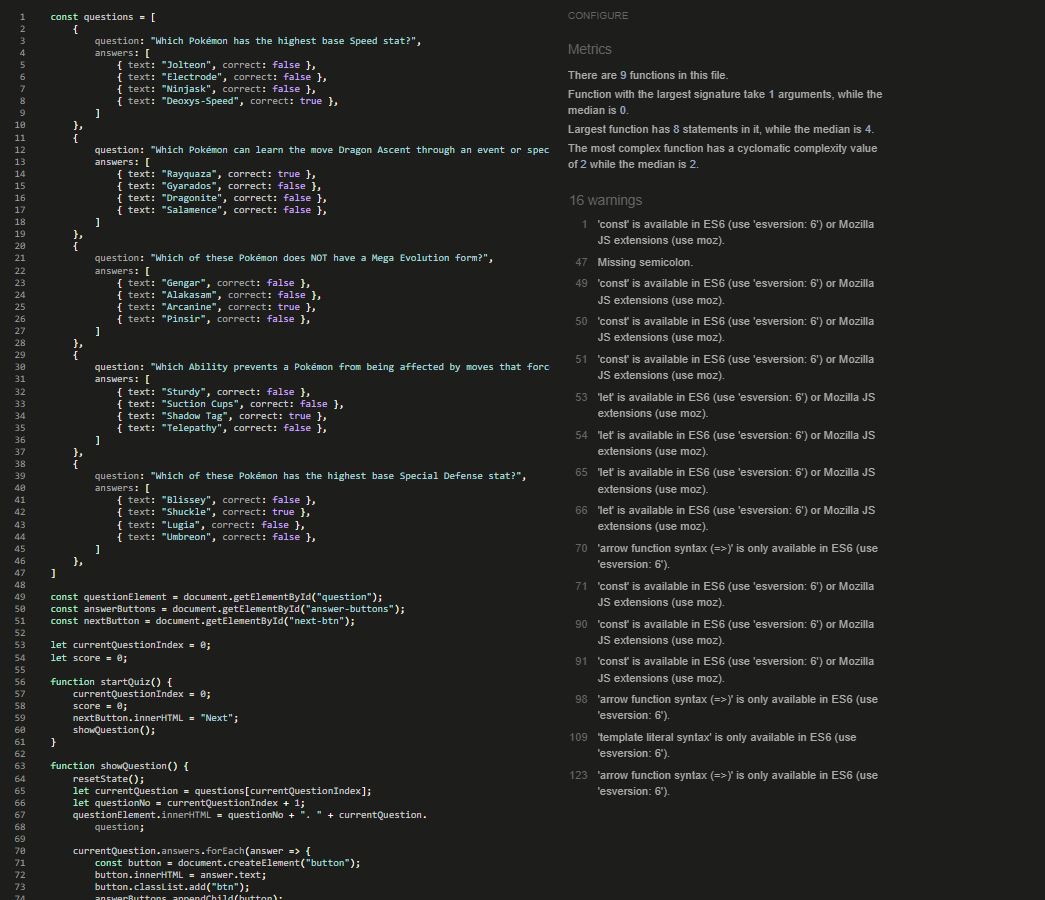 1 const questions = [
2 {
3 question: "Which Pokémon has the highest base Speed stat?",
4 answers: [
5 { text: "Jolteon", correct: false },
6 { text: "Electrode", correct: false },
7 { text: "Ninjask", correct: false },
8 { text: "Deoxys-Speed", correct: true },
9 ]
10 },
11 {
12 question: "Which Pokémon can learn the move Dragon Ascent through an event or spec
13 answers: [
14 { text: "Rayquaza", correct: true },
15 { text: "Gyarados", correct: false },
16 { text: "Dragonite", correct: false },
17 { text: "Salamence", correct: false },
18 ]
19 },
20 {
21 question: "Which of these Pokémon does NOT have a Mega Evolution form?",
22 answers: [
23 { text: "Gengar", correct: false },
24 { text: "Alakasam", correct: false },
25 { text: "Arcanine", correct: true },
26 { text: "Pinsir", correct: false },
27 ]
28 },
29 {
30 question: "Which Ability prevents a Pokémon from being affected by moves that forc
31 answers: [
32 { text: "Sturdy", correct: false },
33 { text: "Suction Cups", correct: false },
34 { text: "Shadow Tag", correct: true },
35 { text: "Telepathy", correct: false },
36 ]
37 },
38 {
39 question: "Which of these Pokémon has the highest base Special Defense stat?",
40 answers: [
41 { text: "Blissey", correct: false },
42 { text: "Shuckle", correct: true },
43 { text: "Lugia", correct: false },
44 { text: "Umbreon", correct: false },
45 ]
46 },
47 ]
48
49 const questionElement = document.getElementById("question");
50 const answerButtons = document.getElementById("answer-buttons");
51 const nextButton = document.getElementById("next-btn");
52
53 let currentQuestionIndex = 0;
54 let score = 0;
55
56 function startQuiz() {
57 currentQuestionIndex = 0;
58 score = 0;
59 nextButton.innerHTML = "Next";
60 showQuestion();
61 }
62
63 function showQuestion() {
64 resetState();
65 let currentQuestion = questions[currentQuestionIndex];
66 let questionNo = currentQuestionIndex + 1;
67 questionElement.innerHTML = questionNo + ". " + currentQuestion.
68 question;
69
70 currentQuestion.answers.forEach(answer => {
71 const button = document.createElement("button");
72 button.innerHTML = answer.text;
73 button.classList.add("btn");
74 answerButtons.appendChild(button);
CONFIGURE
Metrics
There are 9 functions in this file.
Function with the largest signature take 1 arguments, while the
median is 0.
Largest function has 8 statements in it, while the median is 4.
The most complex function has a cyclomatic complexity value
of 2 while the median is 2.
16 warnings
1 'const' is available in ES6 (use 'esversion: 6') or Mozilla
JS extensions (use moz).
47 Missing semicolon.
49 'const' is available in ES6 (use 'esversion: 6') or Mozilla
JS extensions (use moz).
50 'const' is available in ES6 (use 'esversion: 6') or Mozilla
JS extensions (use moz).
51 'const' is available in ES6 (use 'esversion: 6') or Mozilla
JS extensions (use moz).
53 'let' is available in ES6 (use 'esversion: 6') or Mozilla JS
extensions (use moz).
54 'let' is available in ES6 (use 'esversion: 6') or Mozilla JS
extensions (use moz).
65 'let' is available in ES6 (use 'esversion: 6') or Mozilla JS
extensions (use moz).
66 'let' is available in ES6 (use 'esversion: 6') or Mozilla JS
extensions (use moz).
70 'arrow function syntax (=>)' is only available in ES6 (use
'esversion: 6').
71 'const' is available in ES6 (use 'esversion: 6') or Mozilla
JS extensions (use moz).
90 'const' is available in ES6 (use 'esversion: 6') or Mozilla
JS extensions (use moz).
91 'const' is available in ES6 (use 'esversion: 6') or Mozilla
JS extensions (use moz).
98 'arrow function syntax (=>)' is only available in ES6 (use
'esversion: 6').
109 'template literal syntax' is only available in ES6 (use
'esversion: 6').
123 'arrow function syntax (=>)' is only available in ES6 (use
'esversion: 6').